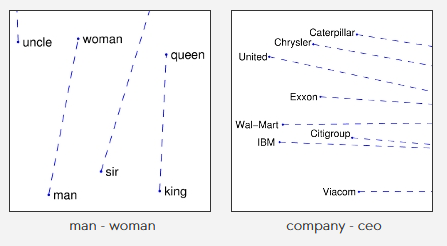 uncle
woman
queen
sir
man
king
man - woman
Caterpillar
Chrysler
United
Exxon
Wal-Mart
Citigroup
IBM
Viacom
company - ceo